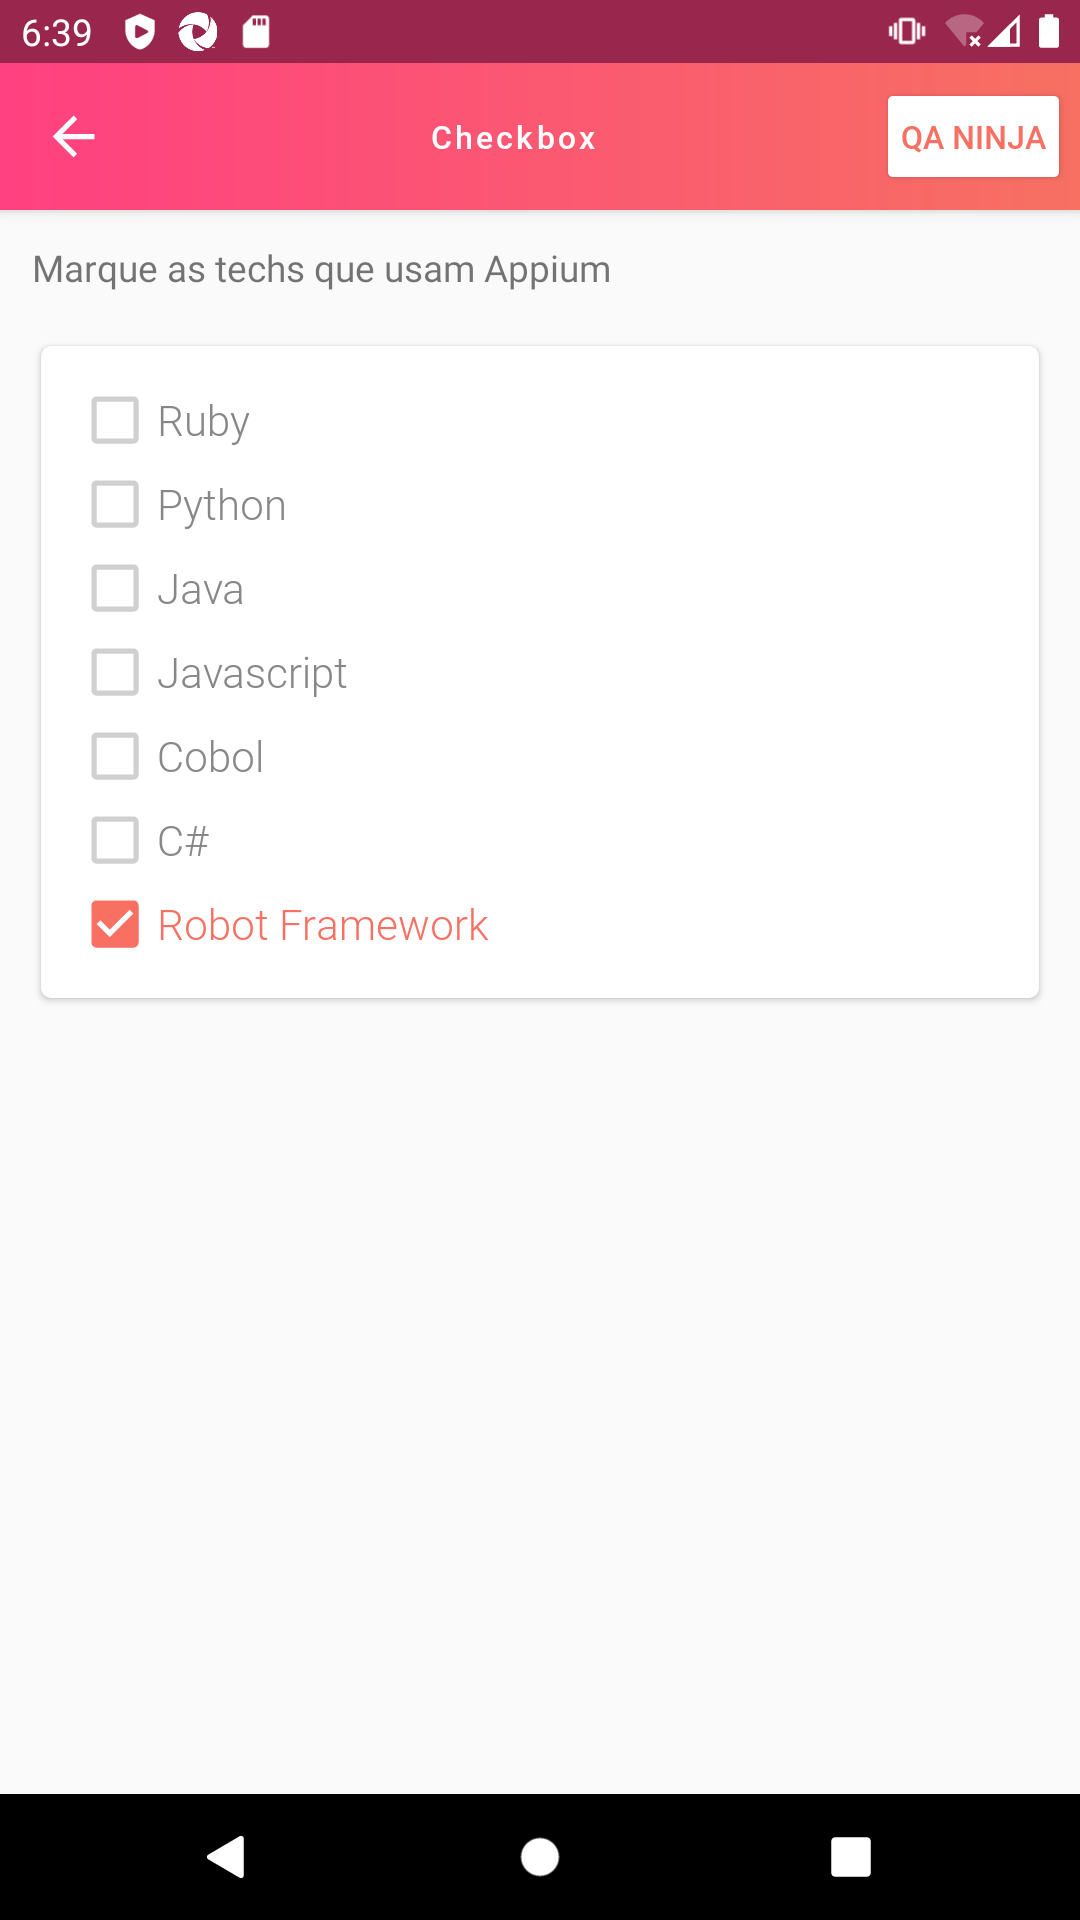 6:39
Checkbox
QA NINJA
Marque as techs que usam Appium
Ruby
Python
Java
Javascript
Cobol
C#
Robot Framework